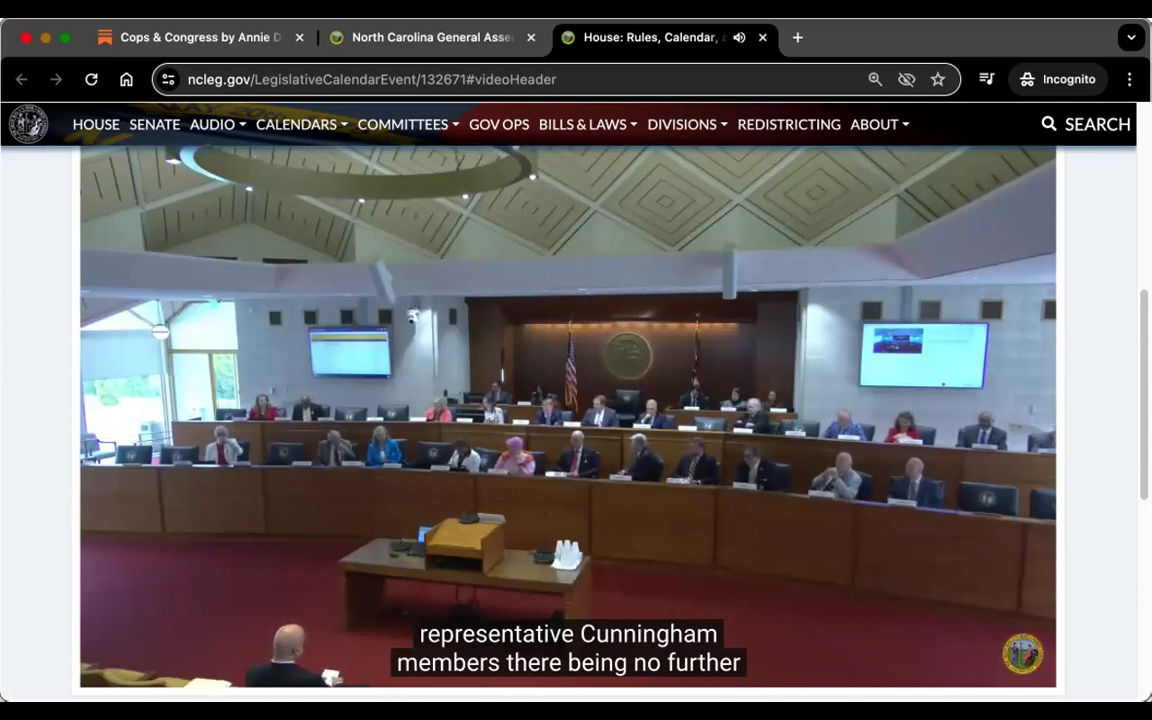 Cops & Congress by Annie D
North Carolina General Asse
House: Rules, Calendar,
ncleg.gov/LegislativeCalendarEvent/132671#videoHeader
Incognito
HOUSE SENATE AUDIO CALENDARS COMMITTEES GOV OPS BILLS & LAWS DIVISIONS REDISTRICTING ABOUT SEARCH
representative Cunningham
members there being no further